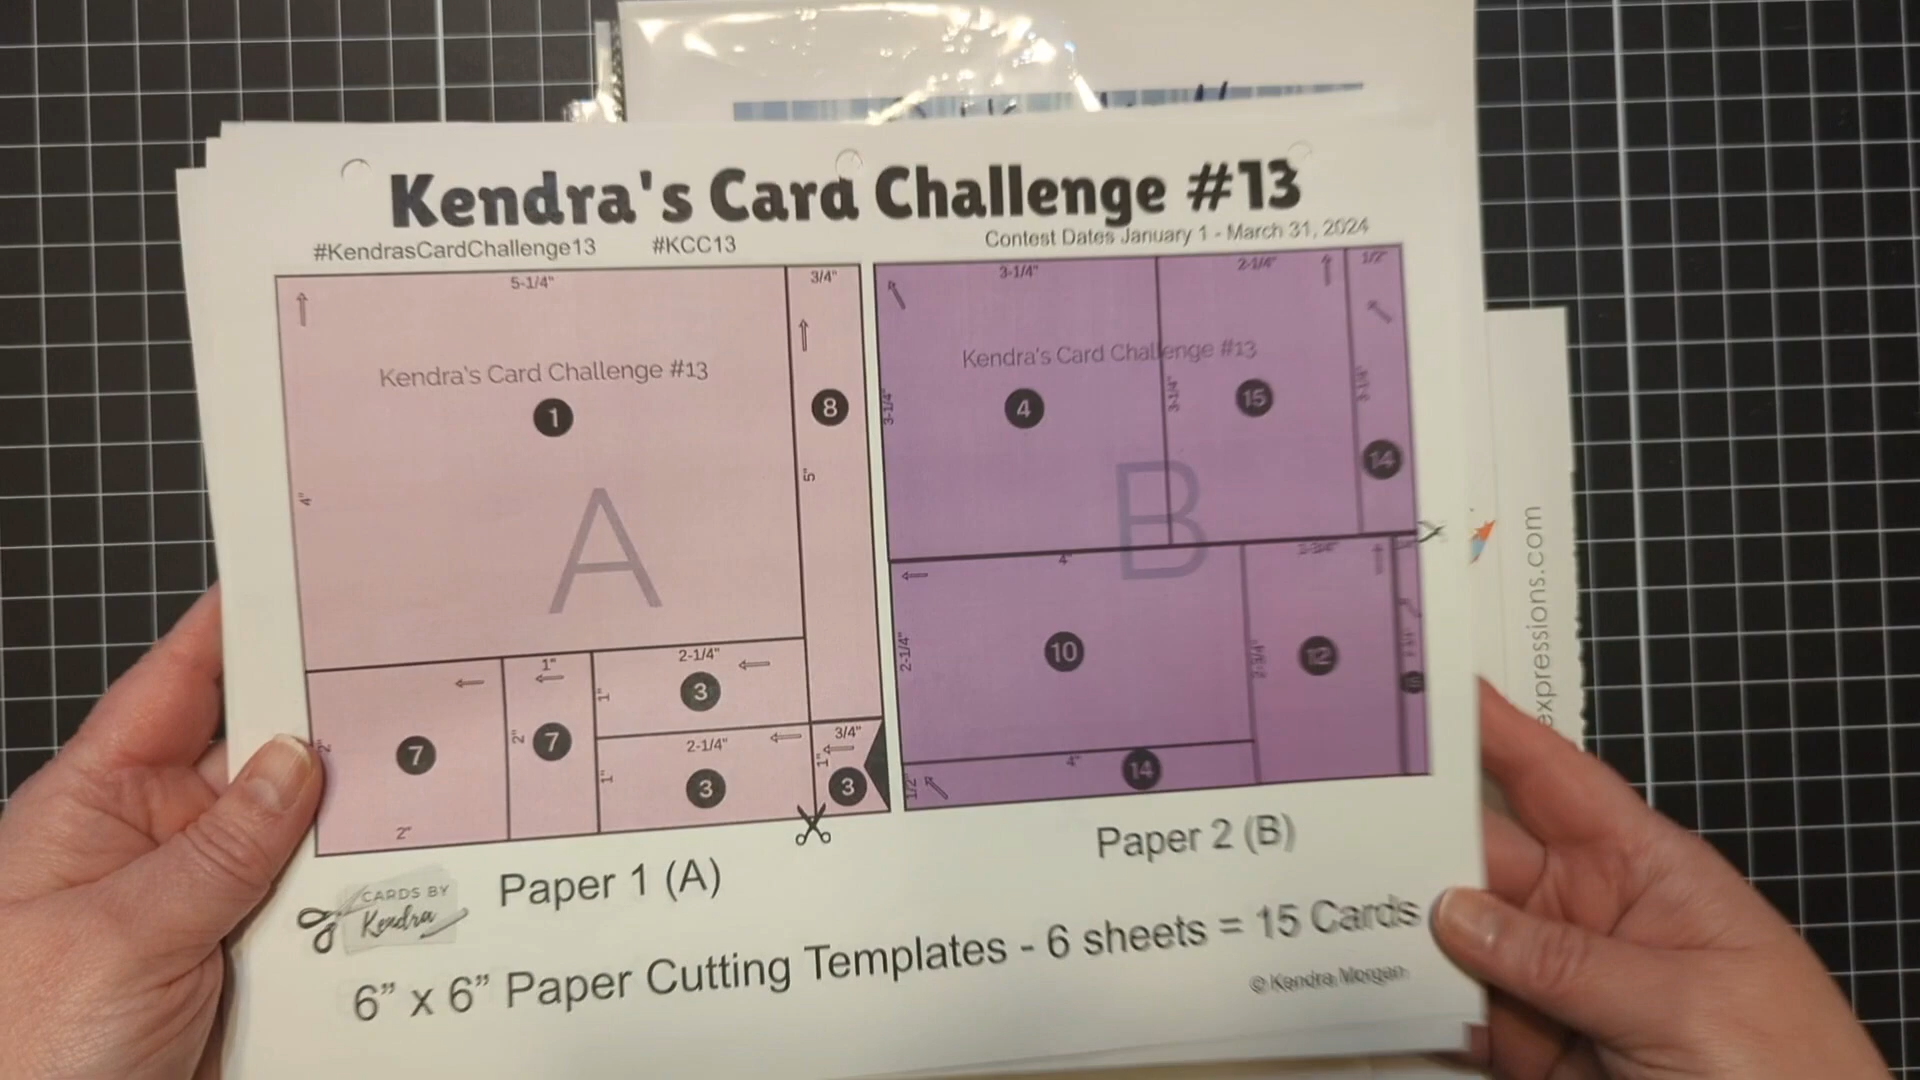 Kendra's Card Challenge #13
#KendrasCardChallenge13 #KCC13
Contest Dates January 1 - March 31, 2024
5-1/4"
3/4"
Kendra's Card Challenge #13
1
8
4"
5"
A
1"
2-1/4"
7
2"
7
1"
3
2"
2-1/4"
1"
3
3/4"
1"
3
2"
3-1/4"
2-1/4"
1/2"
Kendra's Card Challenge #13
4
15
14
3-1/4"
3-1/4"
3-1/4"
B
4"
2-1/4"
10
2-3/4"
12
4"
14
1/2"
Paper 1 (A)
Paper 2 (B)
CARDS BY
Kendra
6” x 6” Paper Cutting Templates - 6 sheets = 15 Cards
© Kendra Morgan
expressions.com